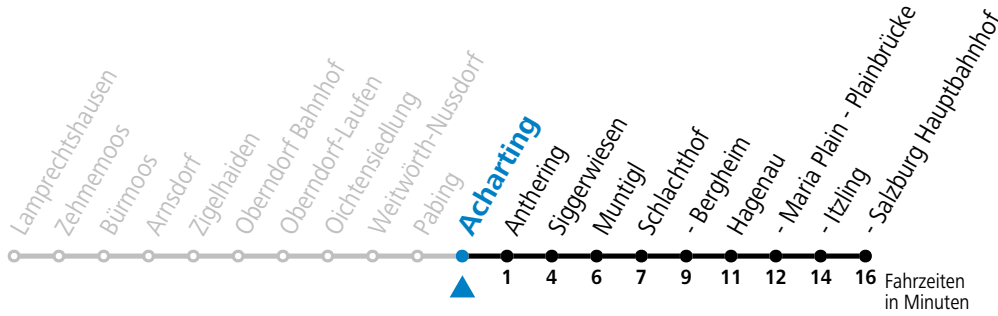 Lamprechtshausen
Zehmemoos
Bürmoos
Arnsdorf
Zigelhaiden
Oberndorf Bahnhof
Oberndorf-Laufen
Oichtensiedlung
Weitwörth-Nussdorf
Pabing
Acharting
Anthering
Siggerwiesen
Muntigl
Schlachthof
- Bergheim
Hagenau
- Maria Plain - Plainbrücke
- Itzling
- Salzburg Hauptbahnhof
1 4 6 7 9 11 12 14 16 Fahrzeiten
in Minuten